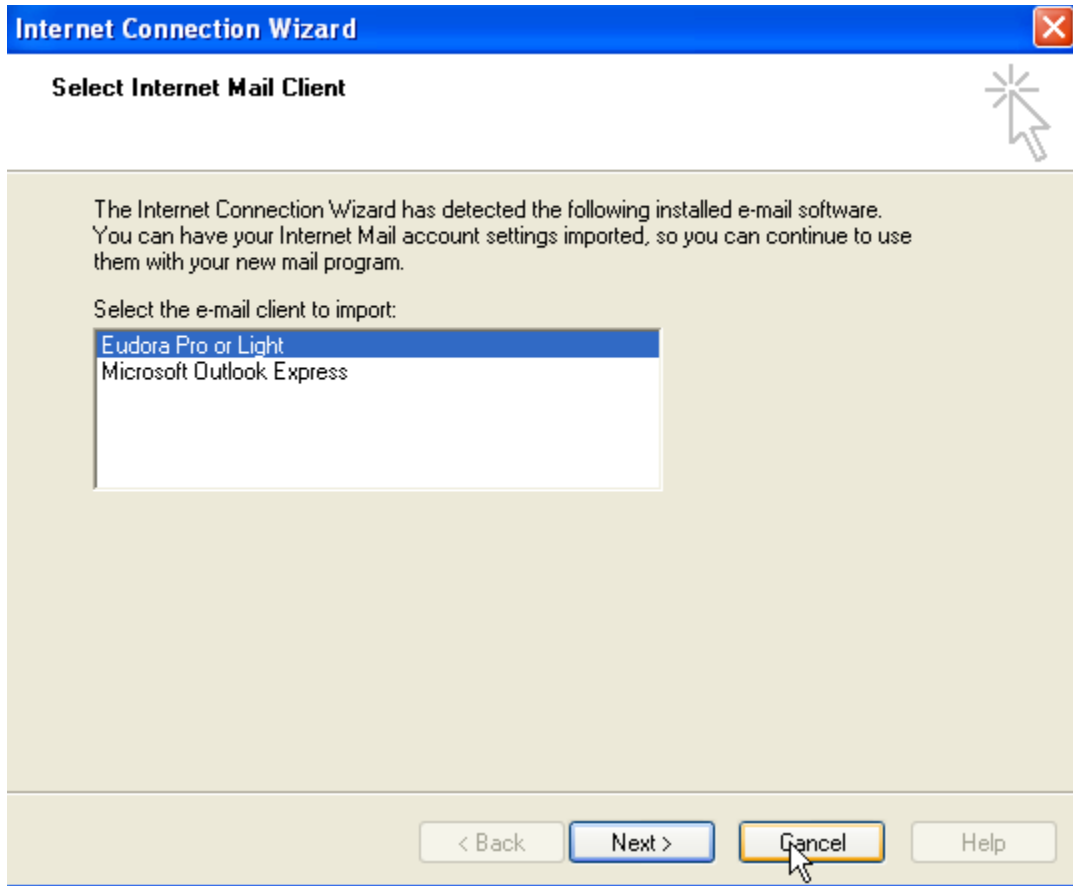 Internet Connection Wizard
Select Internet Mail Client
The Internet Connection Wizard has detected the following installed e-mail software.
You can have your Internet Mail account settings imported, so you can continue to use
them with your new mail program.
Select the e-mail client to import:
Eudora Pro or Light
Microsoft Outlook Express
< Back Next > Cancel Help